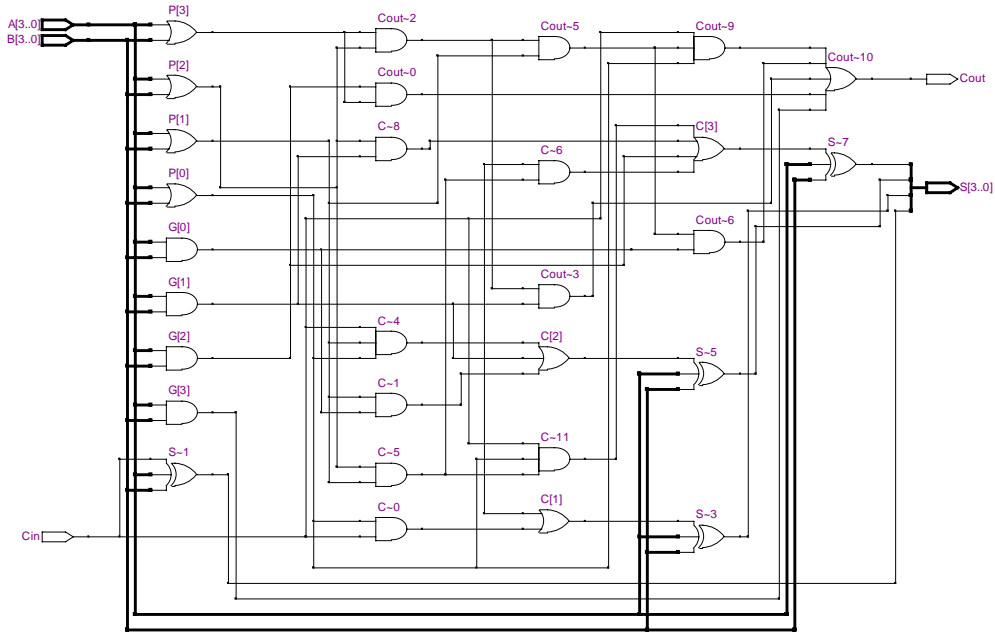 P[3]
A[3..0]
B[3..0]
Cout~2
Cout~5
Cout~9
P[2]
Cout~0
Cout~10
Cout
P[1]
C~8
C[3]
C~6
S~7
P[0]
S[3..0]
G[0]
Cout~6
G[1]
Cout~3
C~4
G[2]
C[2]
S~5
G[3]
C~1
S~1
C~5
C~11
C[1]
C~0
S~3
Cin